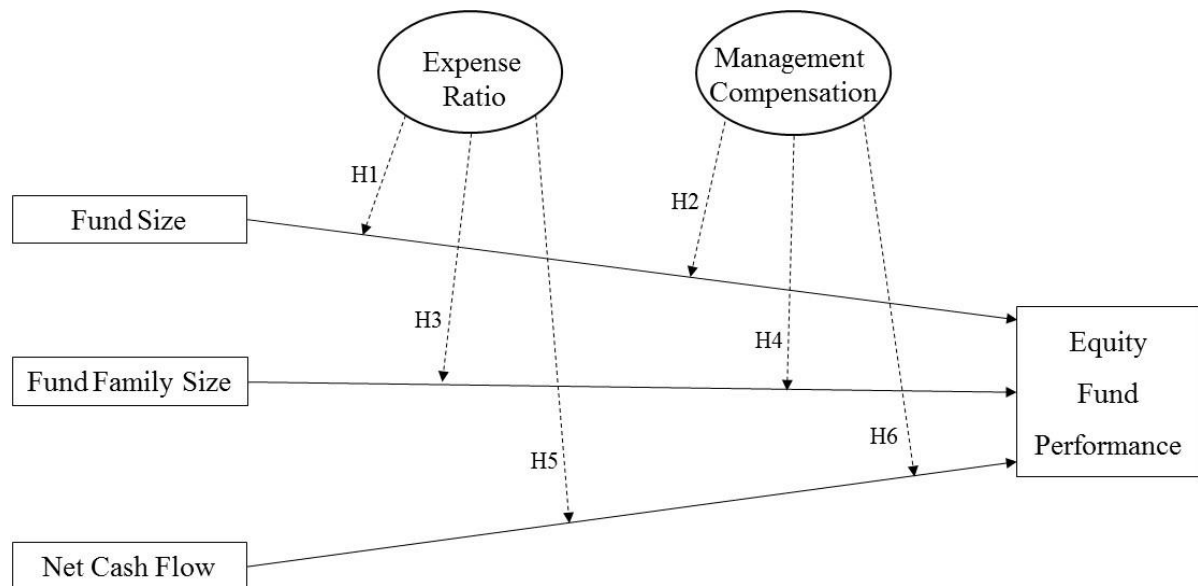 Expense
Ratio
Management
Compensation
H1
H2
Fund Size
H3
H4
Equity
Fund
Performance
Fund Family Size
H5
H6
Net Cash Flow